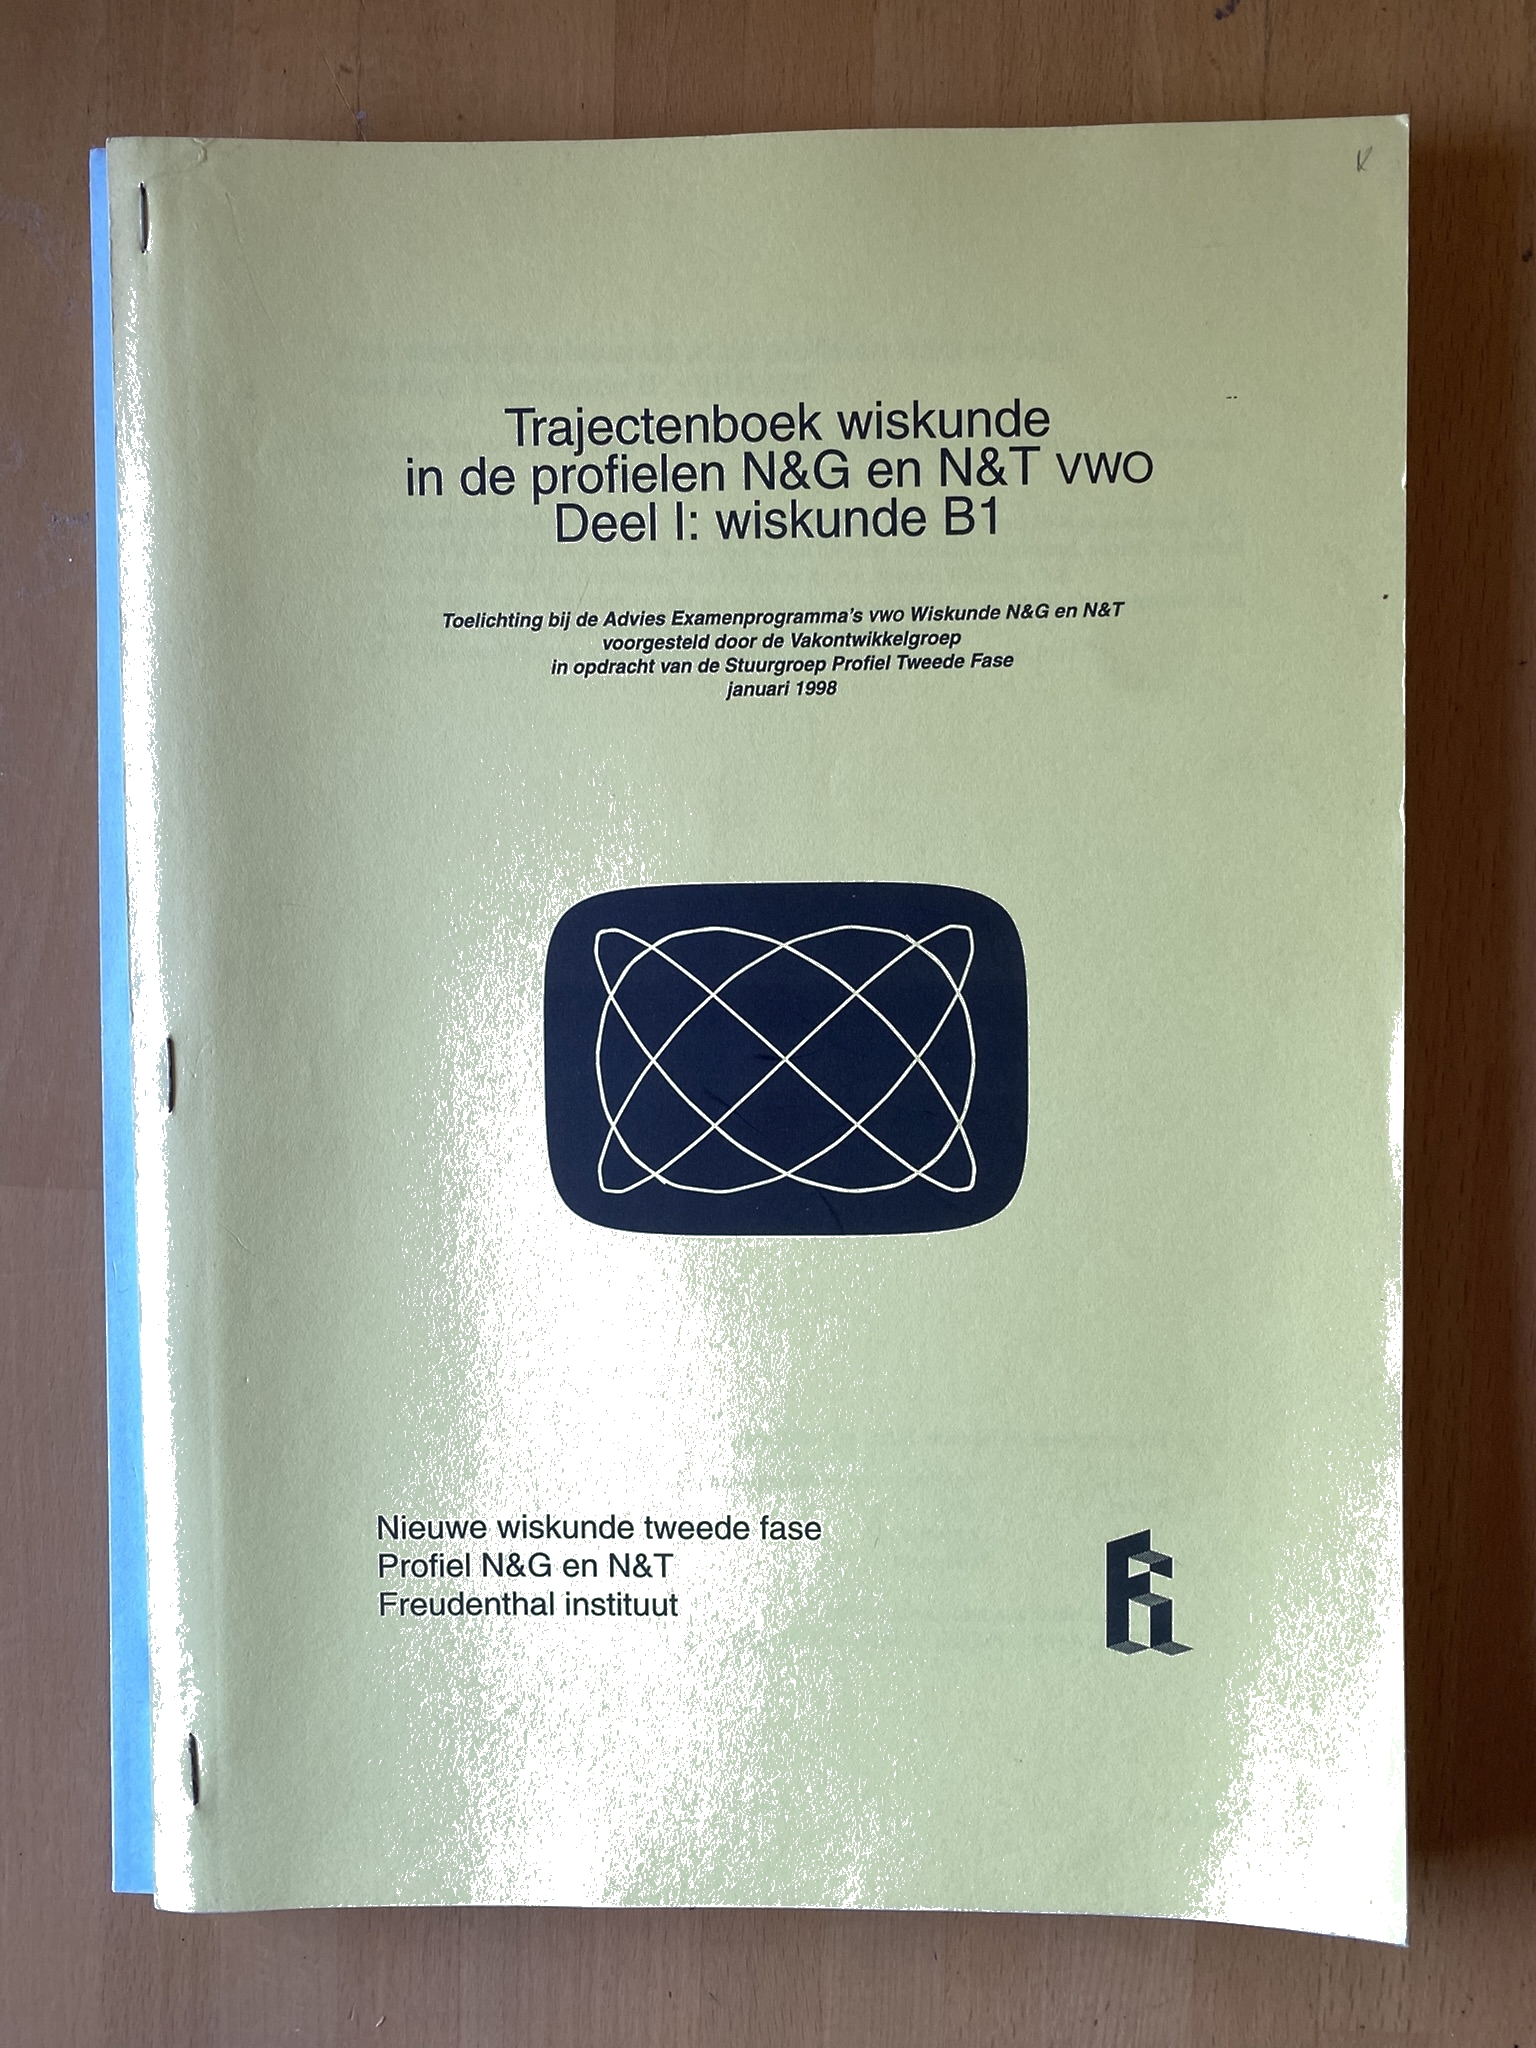 K
Trajectenboek wiskunde
in de profielen N&G en N&T VWO
Deel I: wiskunde B1
Toelichting bij de Advies Examenprogramma's vwo Wiskunde N&G en N&T
voorgesteld door de Vakontwikkelgroep
in opdracht van de Stuurgroep Profiel Tweede Fase
januari 1998
Nieuwe wiskunde tweede fase
Profiel N&G en N&T
Freudenthal instituut